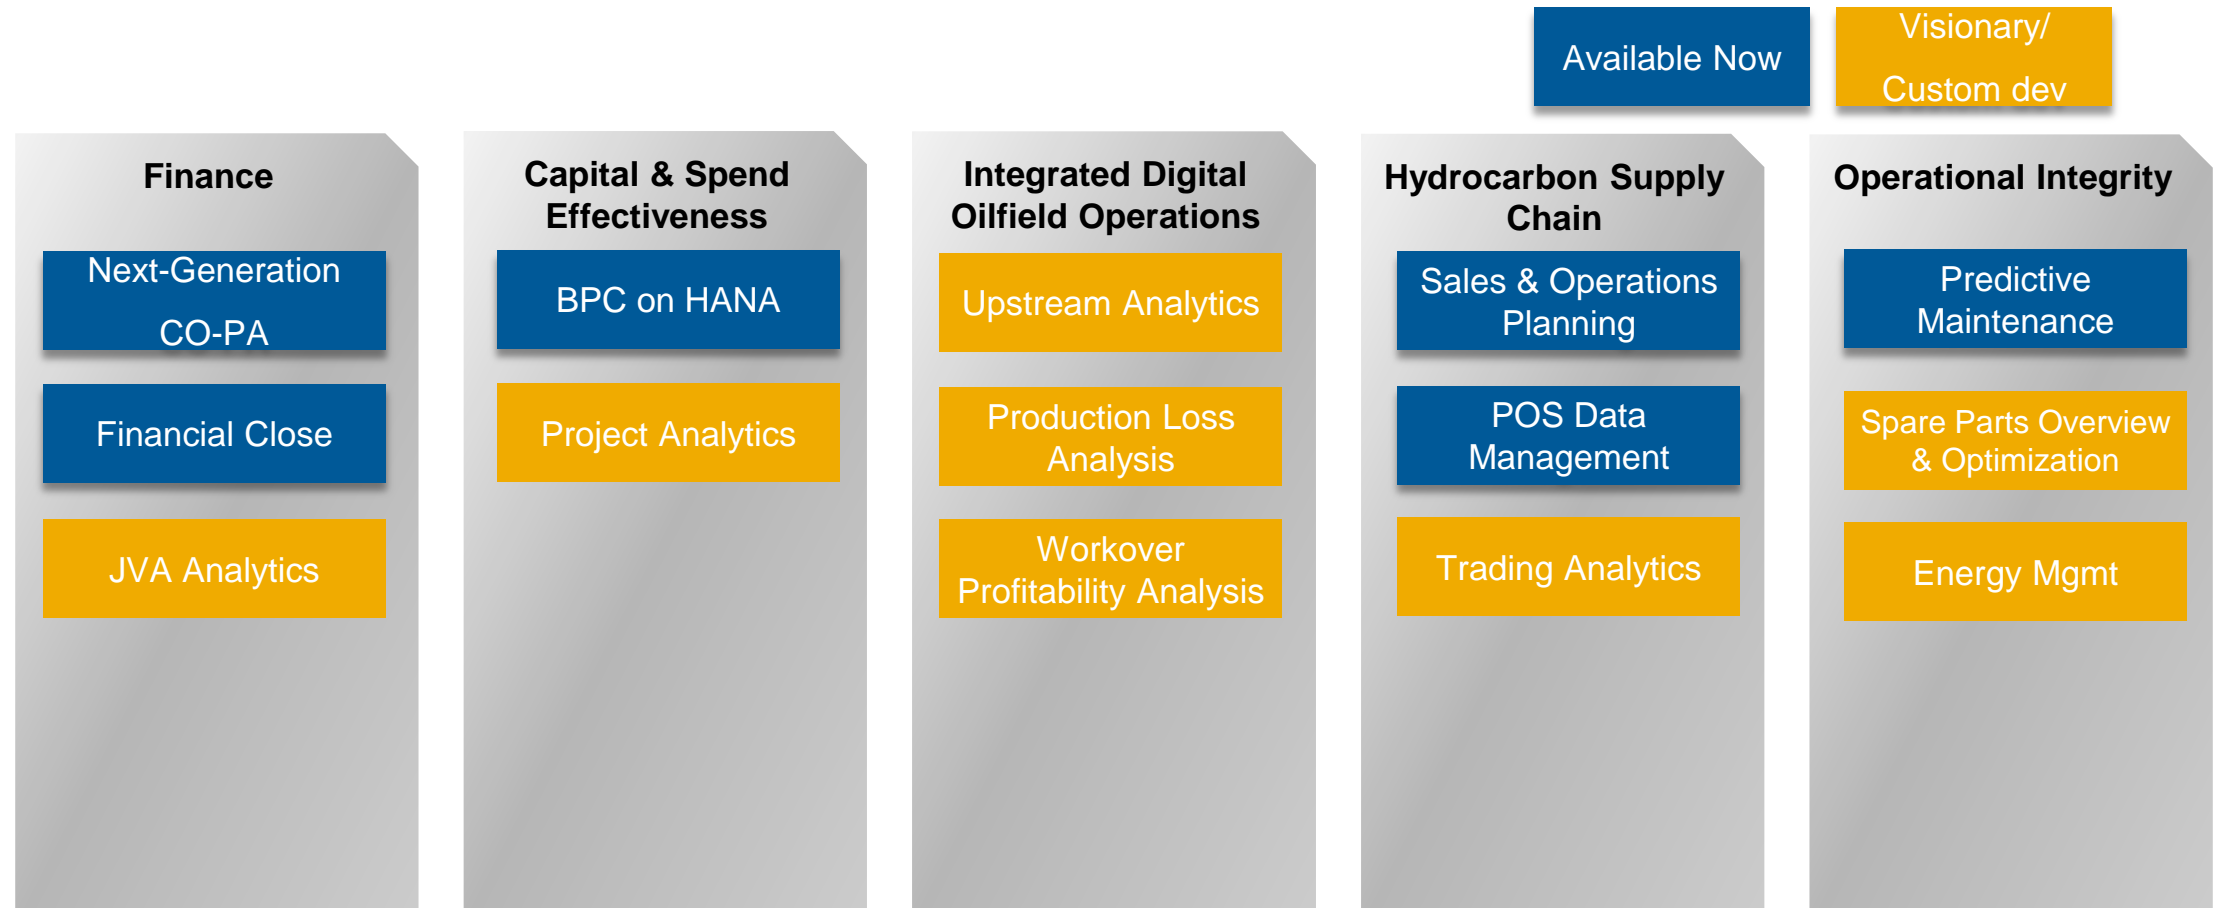 Available Now
Visionary/
Custom dev
Finance
Next-Generation
CO-PA
Financial Close
JVA Analytics
Capital & Spend
Effectiveness
BPC on HANA
Project Analytics
Integrated Digital
Oilfield Operations
Upstream Analytics
Production Loss
Analysis
Workover
Profitability Analysis
Hydrocarbon Supply
Chain
Sales & Operations
Planning
POS Data
Management
Trading Analytics
Operational Integrity
Predictive
Maintenance
Spare Parts Overview
& Optimization
Energy Mgmt